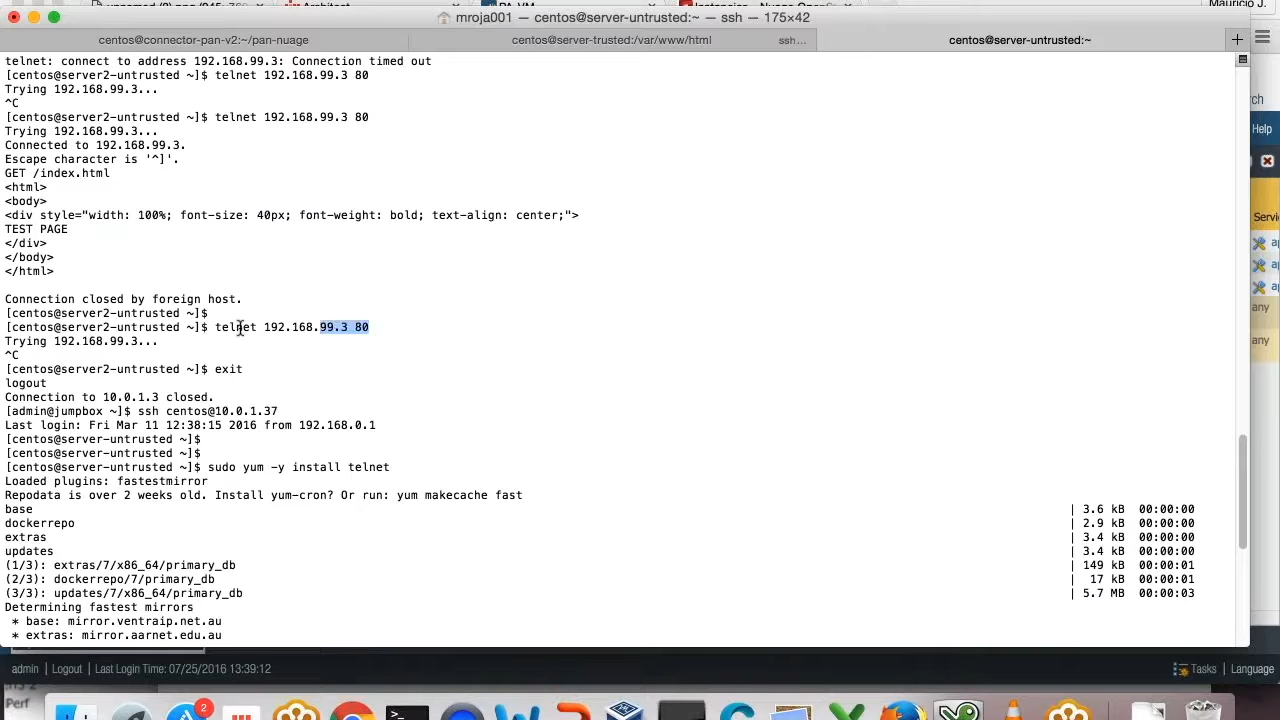 Mauricio J.
mroja001 — centos@server-untrusted:~ — ssh — 175×42
centos@connector-pan-v2:~/pan-nuage
centos@server-trusted:/var/www/html
ssh...
centos@server-untrusted:~
telnet: connect to address 192.168.99.3: Connection timed out
[centos@server2-untrusted ~]$ telnet 192.168.99.3 80
Trying 192.168.99.3...
^C
[centos@server2-untrusted ~]$ telnet 192.168.99.3 80
Trying 192.168.99.3...
Connected to 192.168.99.3.
Escape character is '^]'.
GET /index.html
<html>
<body>
<div style="width: 100%; font-size: 40px; font-weight: bold; text-align: center;">
TEST PAGE
</div>
</body>
</html>
Connection closed by foreign host.
[centos@server2-untrusted ~]$
[centos@server2-untrusted ~]$ telnet 192.168.99.3 80
Trying 192.168.99.3...
^C
[centos@server2-untrusted ~]$ exit
logout
Connection to 10.0.1.3 closed.
[admin@jumpbox ~]$ ssh centos@10.0.1.37
Last login: Fri Mar 11 12:38:15 2016 from 192.168.0.1
[centos@server-untrusted ~]$
[centos@server-untrusted ~]$
[centos@server-untrusted ~]$ sudo yum -y install telnet
Loaded plugins: fastestmirror
Repodata is over 2 weeks old. Install yum-cron? Or run: yum makecache fast
base | 3.6 kB 00:00:00
dockerrepo | 2.9 kB 00:00:00
extras | 3.4 kB 00:00:00
updates | 3.4 kB 00:00:00
(1/3): extras/7/x86_64/primary_db | 149 kB 00:00:01
(2/3): dockerrepo/7/primary_db | 17 kB 00:00:01
(3/3): updates/7/x86_64/primary_db | 5.7 MB 00:00:03
Determining fastest mirrors
* base: mirror.ventraip.net.au
* extras: mirror.aarnet.edu.au
rch
Help
Servi
any
any
admin | Logout | Last Login Time: 07/25/2016 13:39:12
Tasks | Language
Perf
2